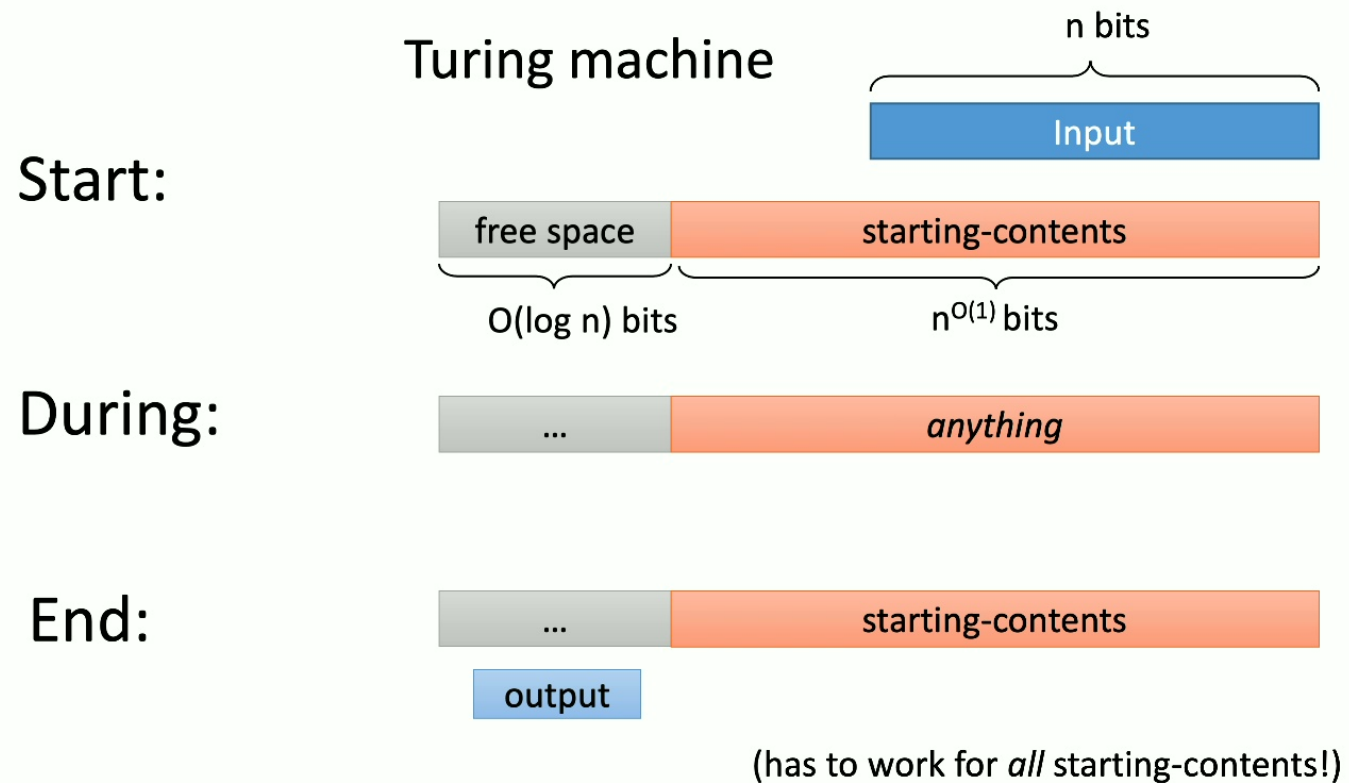 Turing machine
n bits
Input
Start:
free space
starting-contents
O(log n) bits
n^O(1) bits
During:
...
anything
End:
...
starting-contents
output
(has to work for all starting-contents!)